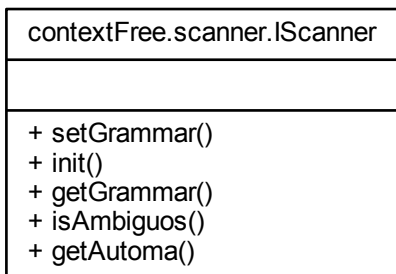 contextFree.scanner.IScanner
+ setGrammar()
+ init()
+ getGrammar()
+ isAmbiguos()
+ getAutoma()